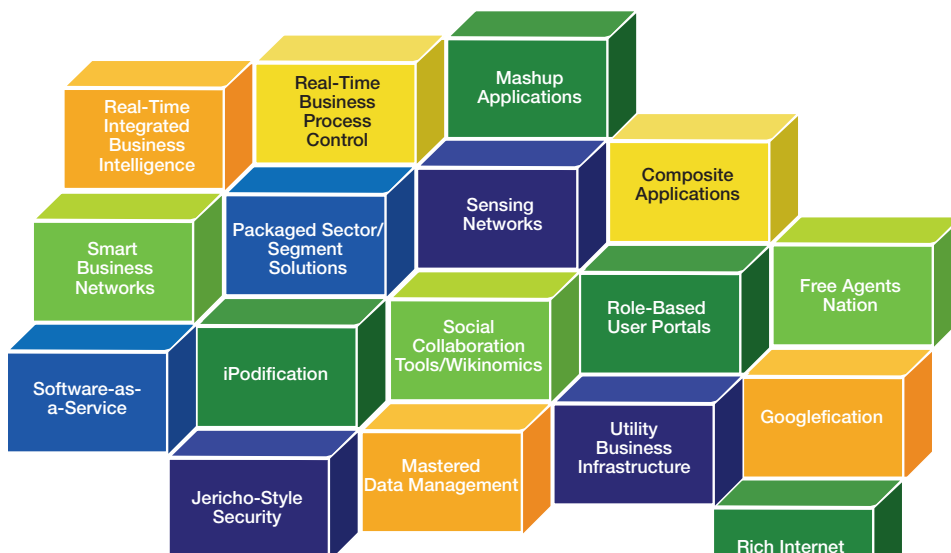 Mashup
Applications
Real-Time
Business
Process
Control
Real-Time
Integrated
Business
Intelligence
Composite
Applications
Sensing
Networks
Packaged Sector/
Segment
Solutions
Smart
Business
Networks
Free Agents
Nation
Role-Based
User Portals
Social
Collaboration
Tools/Wikinomics
iPodification
Software-as-
a-Service
Googlefication
Utility
Business
Infrastructure
Mastered
Data Management
Jericho-Style
Security
Rich Internet